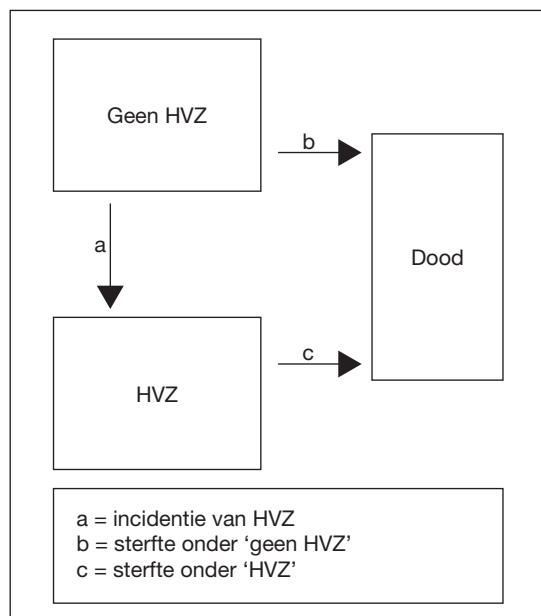 Geen HVZ
b
a
Dood
c
HVZ
a = incidentie van HVZ
b = sterfte onder ‘geen HVZ’
c = sterfte onder ‘HVZ’